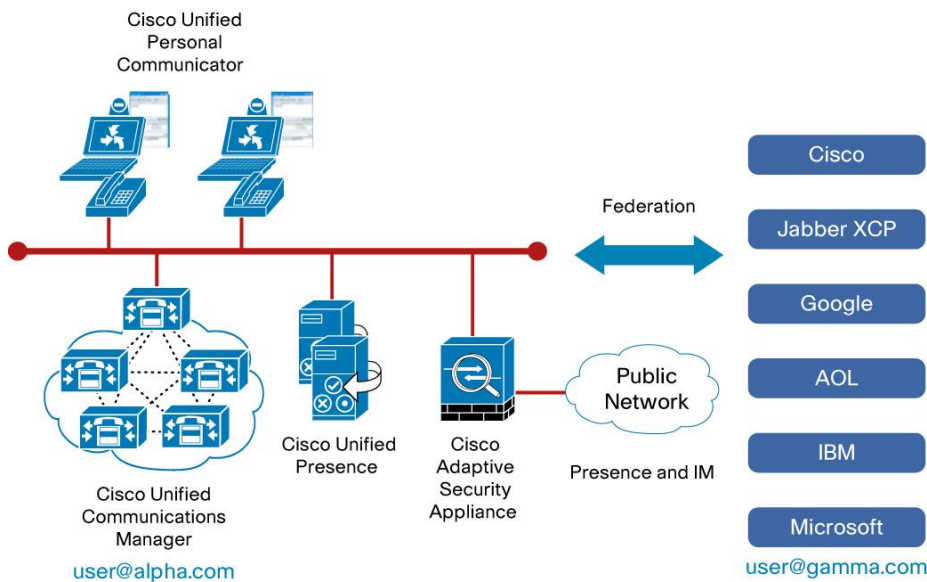 Cisco Unified
Personal
Communicator
Federation
Cisco
Jabber XCP
Google
AOL
IBM
Microsoft
user@gamma.com
Public
Network
Presence and IM
Cisco Unified
Presence
Cisco
Adaptive
Security
Appliance
Cisco Unified
Communications
Manager
user@alpha.com